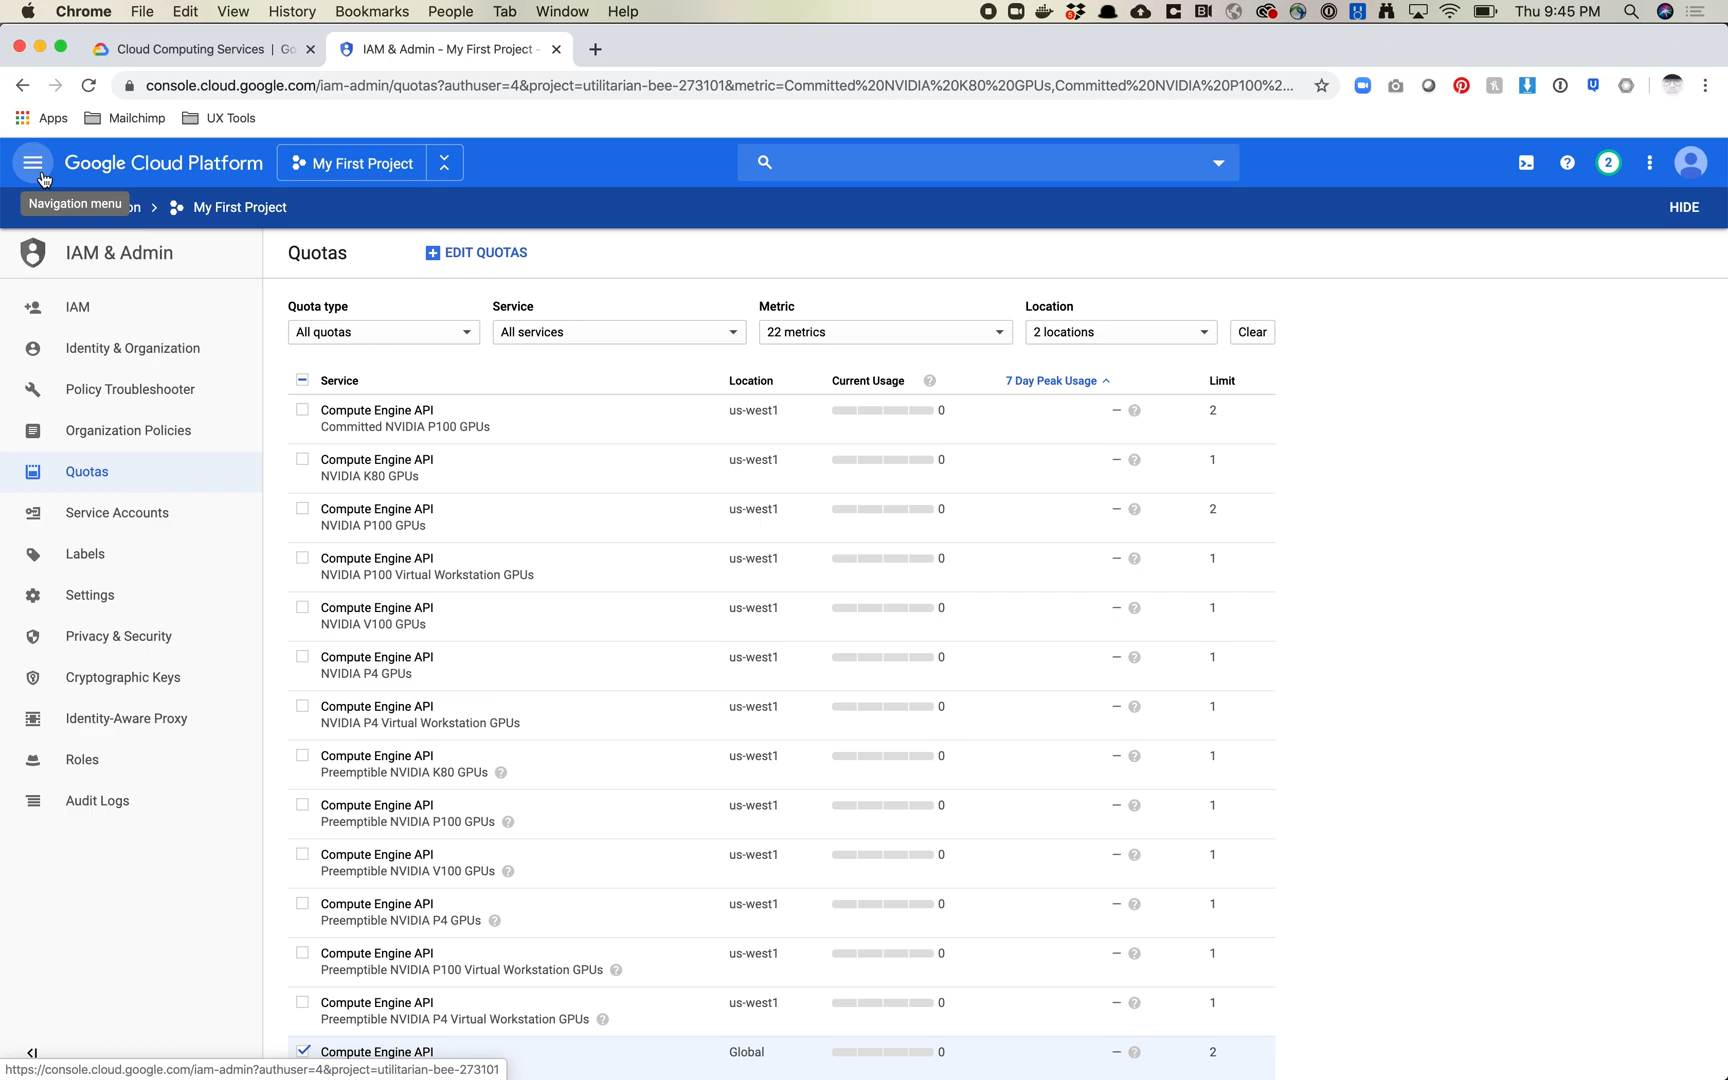 Chrome File Edit View History Bookmarks People Tab Window Help Thu 9:45 PM
Cloud Computing Services | Go IAM & Admin - My First Project -
console.cloud.google.com/iam-admin/quotas?authuser=4&project=utilitarian-bee-273101&metric=Committed%20NVIDIA%20K80%20GPUs,Committed%20NVIDIA%20P100%2...
Apps Mailchimp UX Tools
Google Cloud Platform My First Project 2
Navigation menu on > My First Project HIDE
IAM & Admin
IAM
Identity & Organization
Policy Troubleshooter
Organization Policies
Quotas
Service Accounts
Labels
Settings
Privacy & Security
Cryptographic Keys
Identity-Aware Proxy
Roles
Audit Logs
Quotas EDIT QUOTAS
Quota type Service Metric Location
All quotas All services 22 metrics 2 locations Clear
Service Location Current Usage 7 Day Peak Usage Limit
Compute Engine API us-west1 0 – 2
Committed NVIDIA P100 GPUs
Compute Engine API us-west1 0 – 1
NVIDIA K80 GPUs
Compute Engine API us-west1 0 – 2
NVIDIA P100 GPUs
Compute Engine API us-west1 0 – 1
NVIDIA P100 Virtual Workstation GPUs
Compute Engine API us-west1 0 – 1
NVIDIA V100 GPUs
Compute Engine API us-west1 0 – 1
NVIDIA P4 GPUs
Compute Engine API us-west1 0 – 1
NVIDIA P4 Virtual Workstation GPUs
Compute Engine API us-west1 0 – 1
Preemptible NVIDIA K80 GPUs
Compute Engine API us-west1 0 – 1
Preemptible NVIDIA P100 GPUs
Compute Engine API us-west1 0 – 1
Preemptible NVIDIA V100 GPUs
Compute Engine API us-west1 0 – 1
Preemptible NVIDIA P4 GPUs
Compute Engine API us-west1 0 – 1
Preemptible NVIDIA P100 Virtual Workstation GPUs
Compute Engine API us-west1 0 – 1
Preemptible NVIDIA P4 Virtual Workstation GPUs
Compute Engine API Global 0 – 2
https://console.cloud.google.com/iam-admin?authuser=4&project=utilitarian-bee-273101